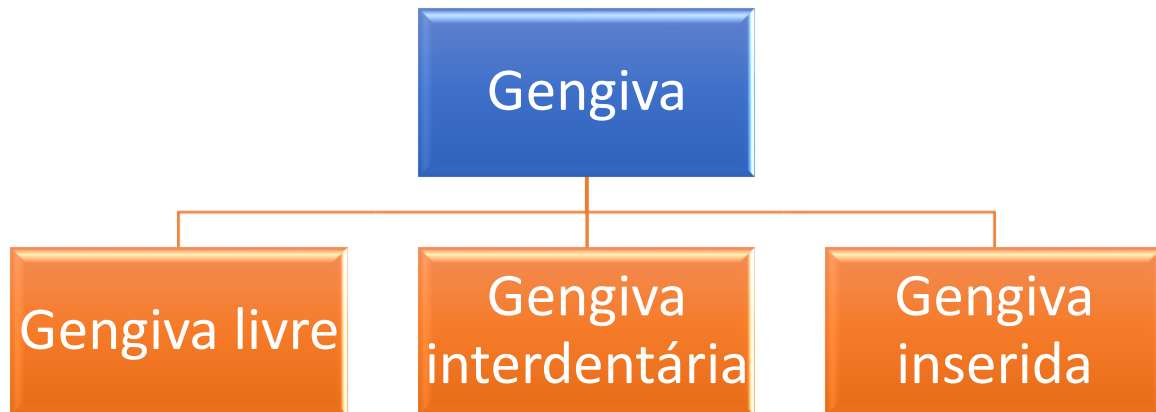 Gengiva
Gengiva livre
Gengiva
interdentária
Gengiva
inserida